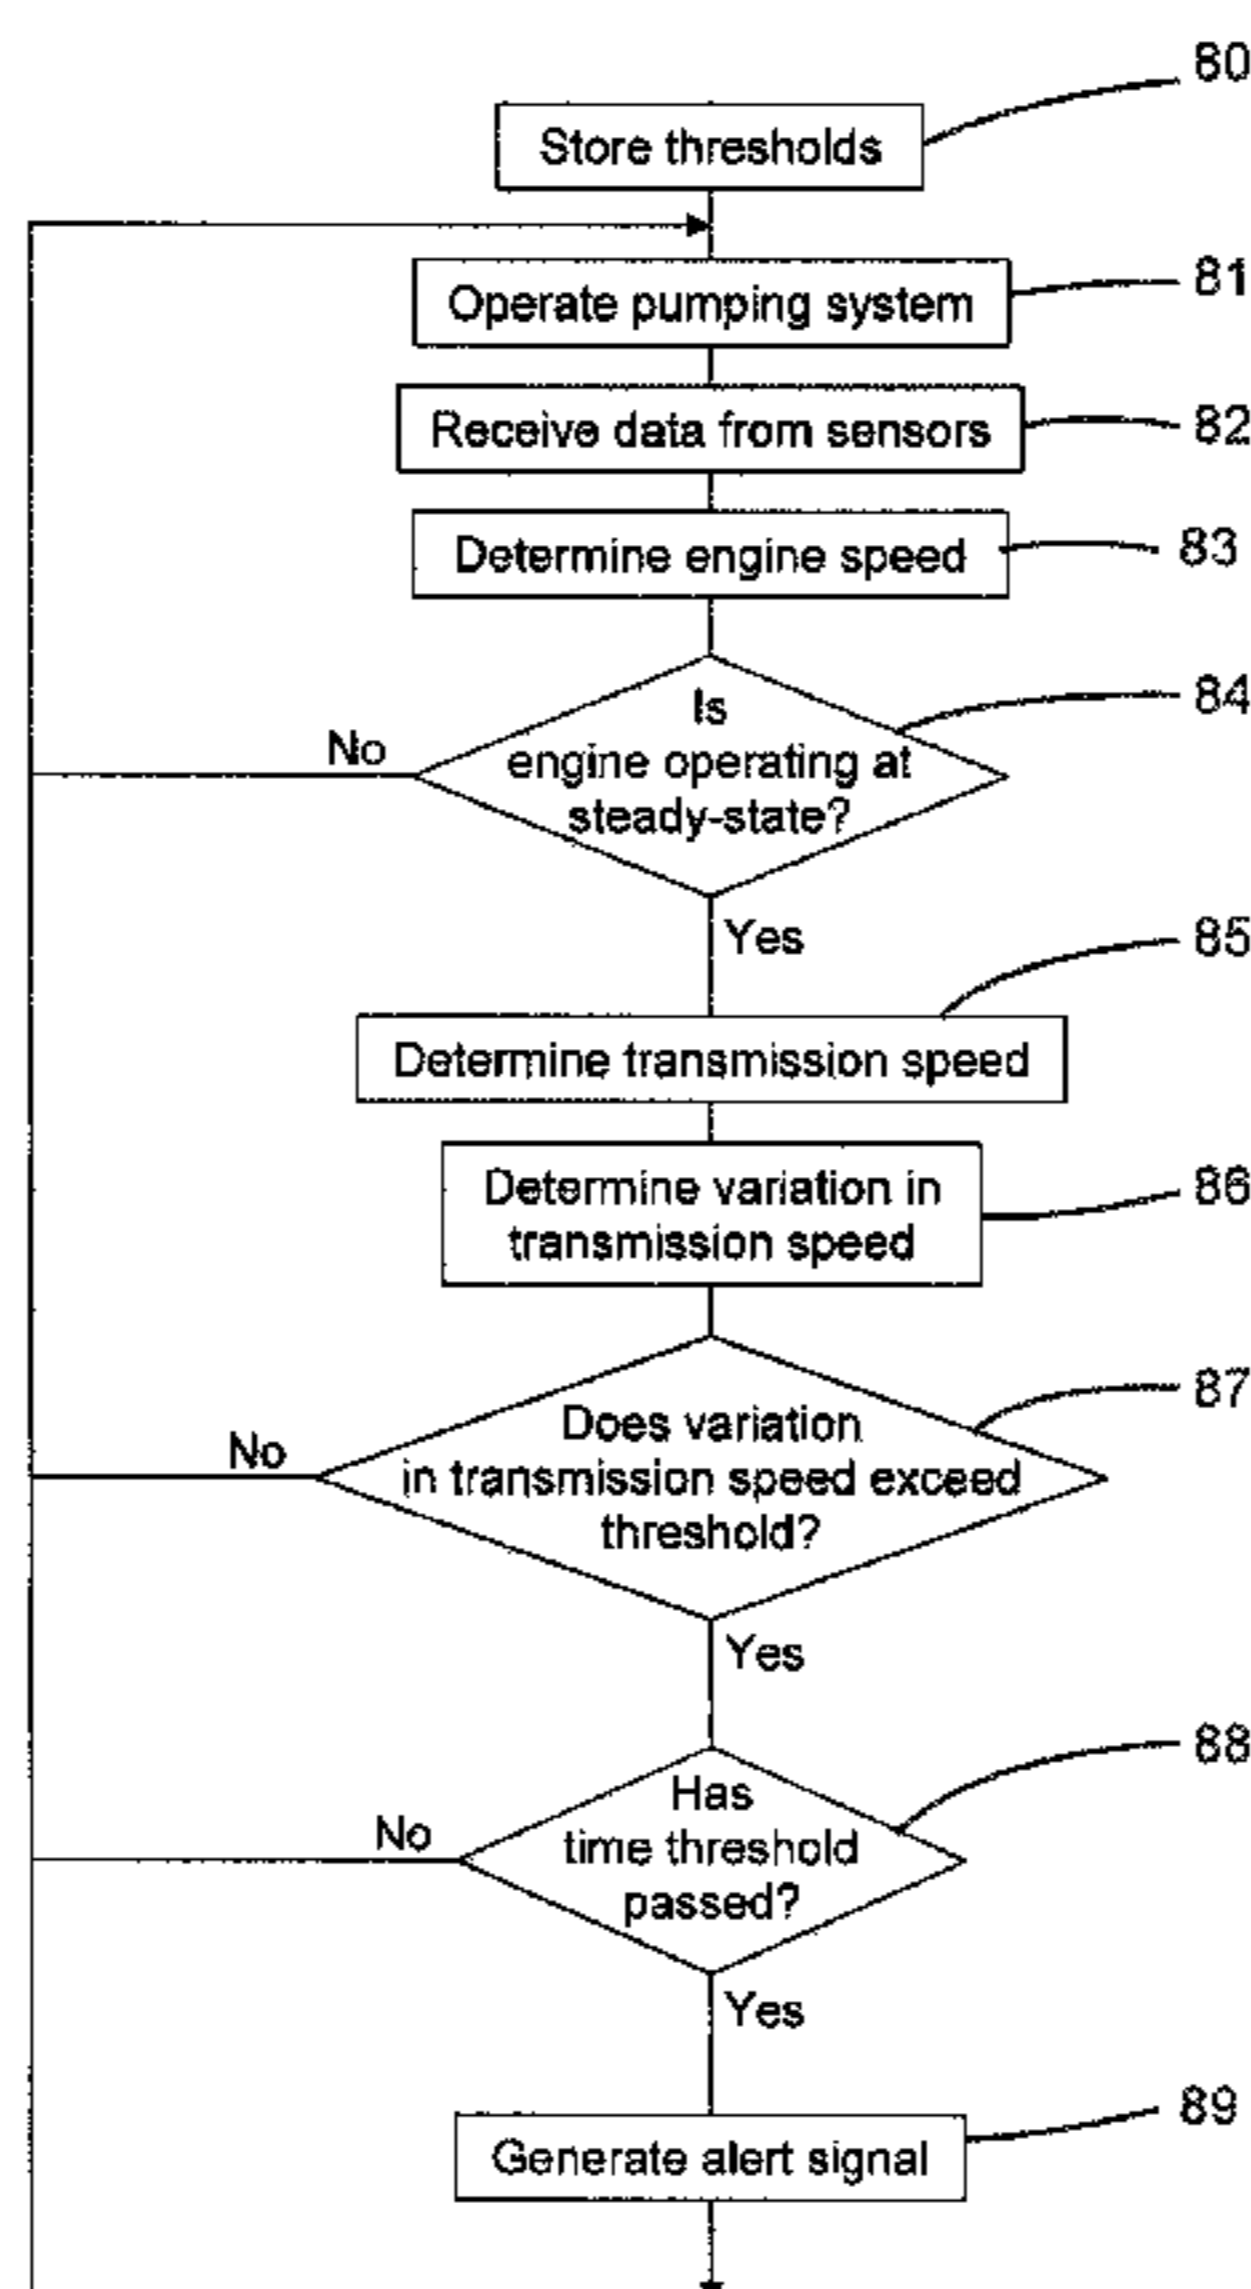 80
Store thresholds
81
Operate pumping system
82
Receive data from sensors
83
Determine engine speed
84
Is
engine operating at
steady-state?
No
Yes
85
Determine transmission speed
86
Determine variation in
transmission speed
87
Does variation
in transmission speed exceed
threshold?
No
Yes
88
Has
time threshold
passed?
No
Yes
89
Generate alert signal